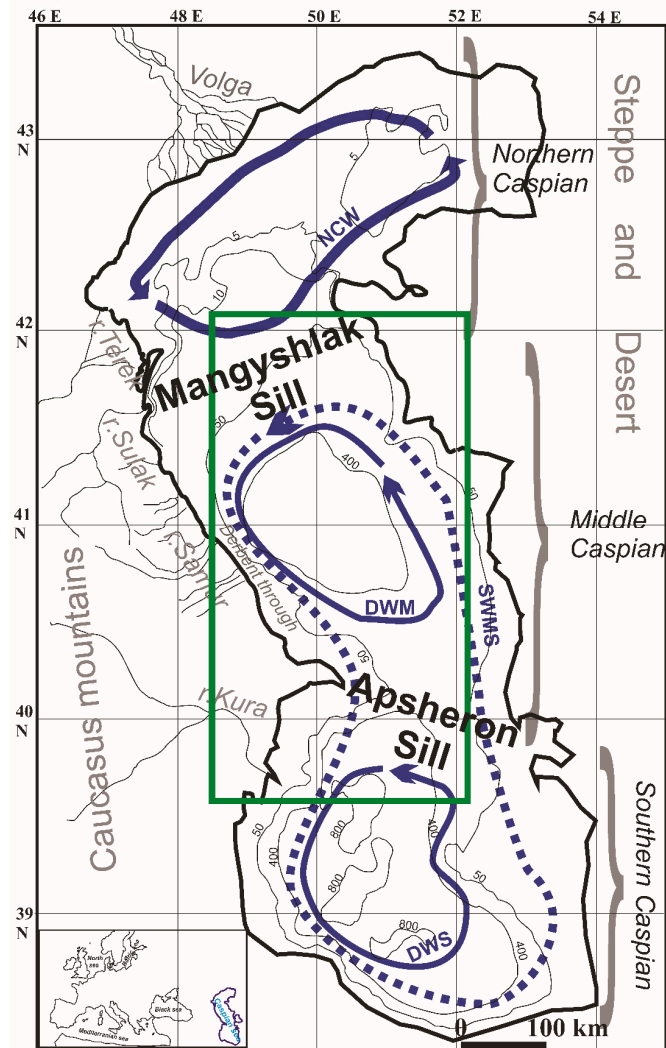 46 E 48 E 50 E 52 E 54 E
Volga
Steppe and Desert
43
N
5
Northern
Caspian
NCW
5
10
42
N
r.Terek
Mangyshlak
Sill
50
r.Sulak
400
50
41
N
Middle
Caspian
r.Samur
Derbent through
DWM
SWMS
Caucasus mountains
50
r.Kura
Apsheron
Sill
40
N
50
400
800
400
50
800
Southern Caspian
39
N
800
DWS
400
North
sea
Black sea
Mediterranian sea
0 100 km